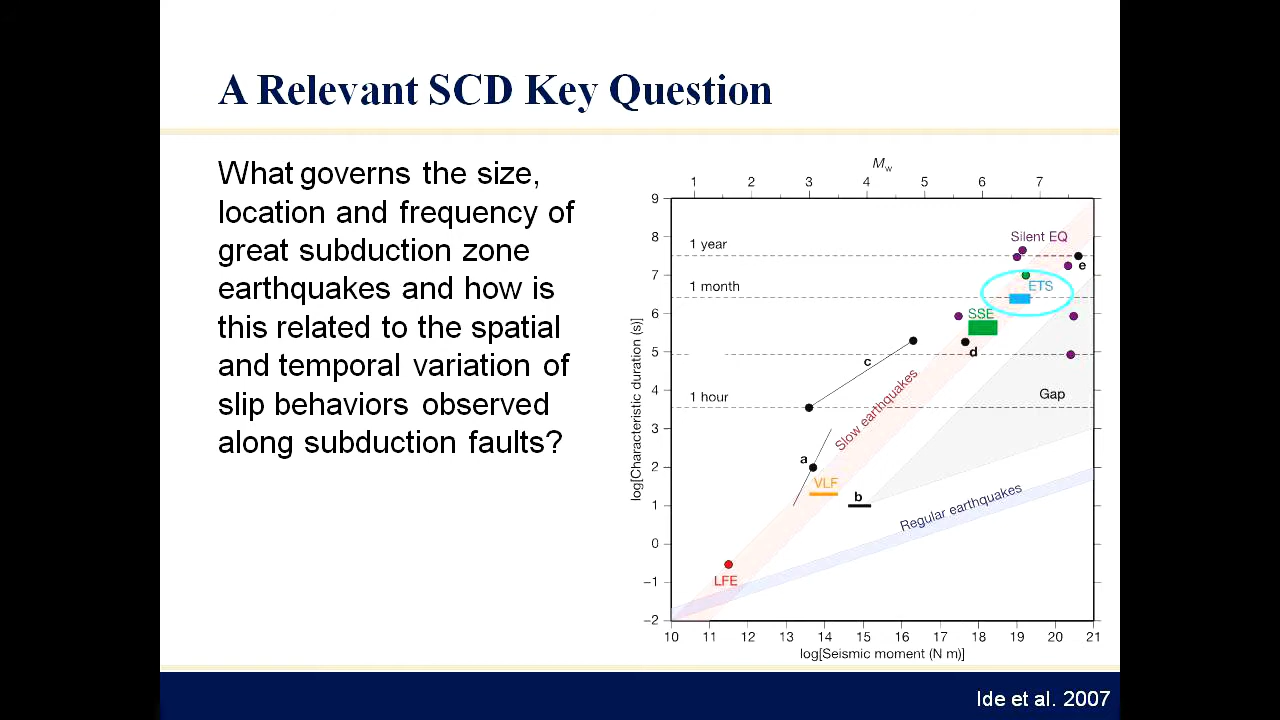 A Relevant SCD Key Question
What governs the size,
location and frequency of
great subduction zone
earthquakes and how is
this related to the spatial
and temporal variation of
slip behaviors observed
along subduction faults?
Mw
1 2 3 4 5 6 7
9
8
7
6
5
4
3
2
1
0
−1
−2
log[Characteristic duration (s)]
1 year
1 month
1 hour
Silent EQ
e
ETS
SSE
d
c
Gap
Slow earthquakes
a
VLF
b
Regular earthquakes
LFE
10 11 12 13 14 15 16 17 18 19 20 21
log[Seismic moment (N m)]
Ide et al. 2007